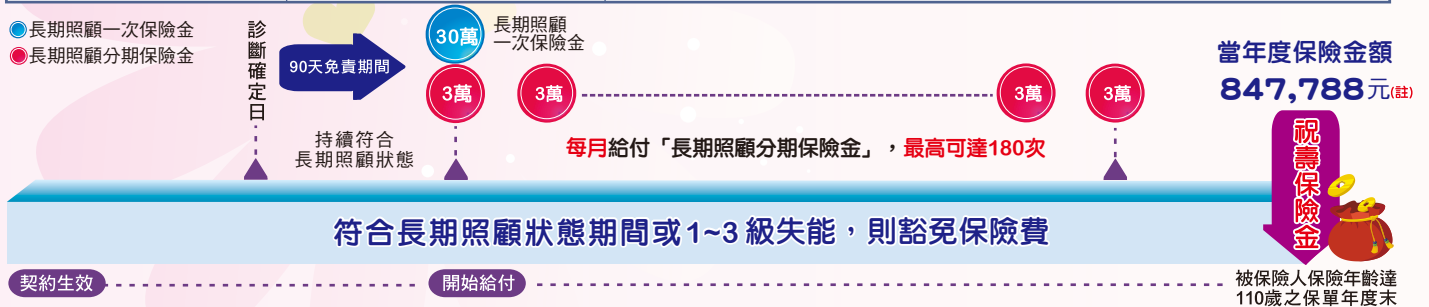 長期照顧一次保險金
長期照顧分期保險金
診斷確定日
90天免責期間
持續符合
長期照顧狀態
30萬
長期照顧
一次保險金
3萬
3萬
3萬
3萬
每月給付「長期照顧分期保險金」，最高可達180次
當年度保險金額
847,788元(註)
祝壽保險金
符合長期照顧狀態期間或1~3級失能，則豁免保險費
契約生效
開始給付
被保險人保險年齡達
110歲之保單年度末